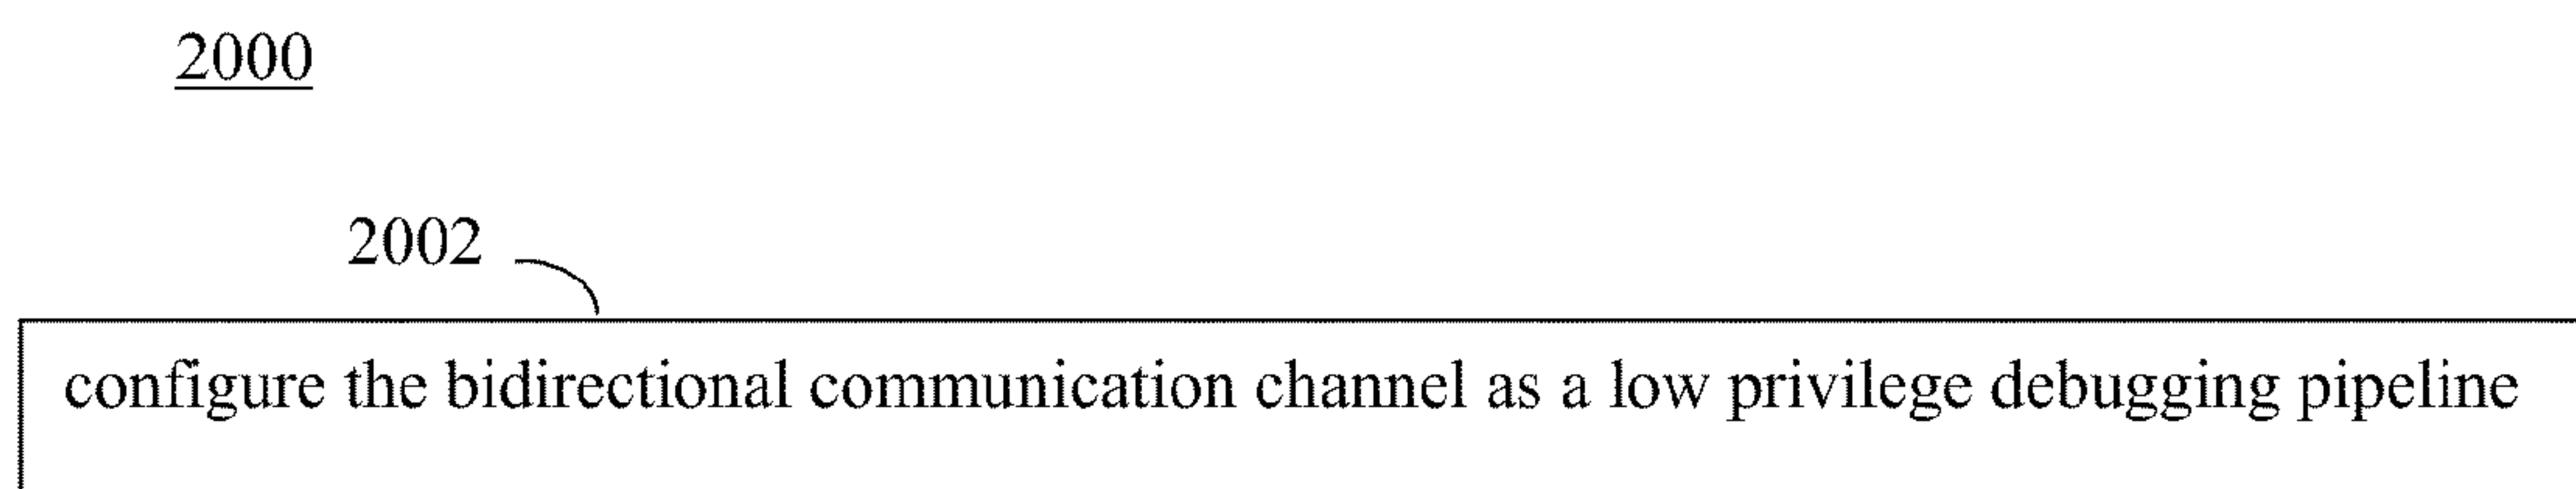 2000
2002
configure the bidirectional communication channel as a low privilege debugging pipeline